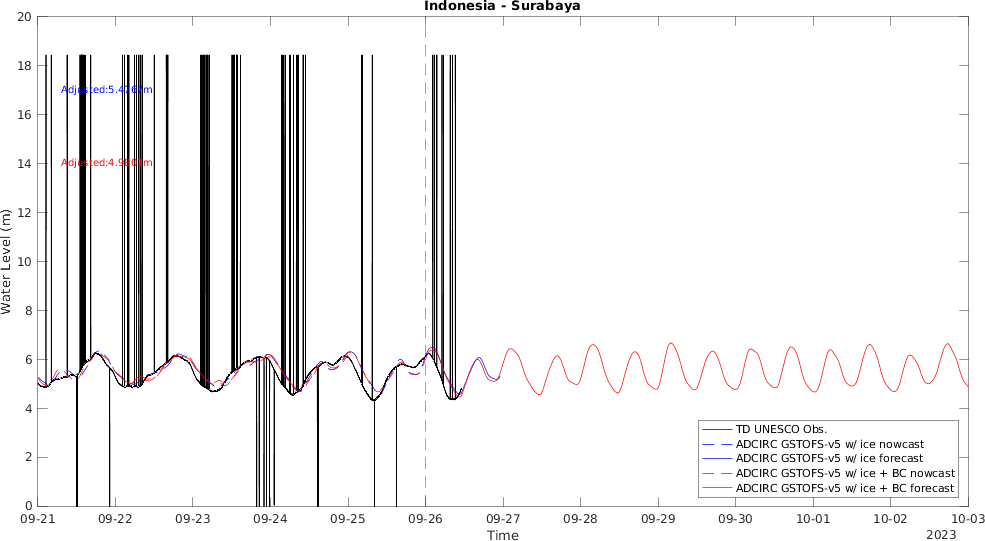 Indonesia - Surabaya
20
18
16
14
12
10
8
6
4
2
0
Water Level (m)
TD UNESCO Obs.
ADCIRC GSTOFS-v5 w/ ice nowcast
ADCIRC GSTOFS-v5 w/ ice forecast
ADCIRC GSTOFS-v5 w/ ice + BC nowcast
ADCIRC GSTOFS-v5 w/ ice + BC forecast
09-21 09-22 09-23 09-24 09-25 09-26 09-27 09-28 09-29 09-30 10-01 10-02 10-03
Time
2023